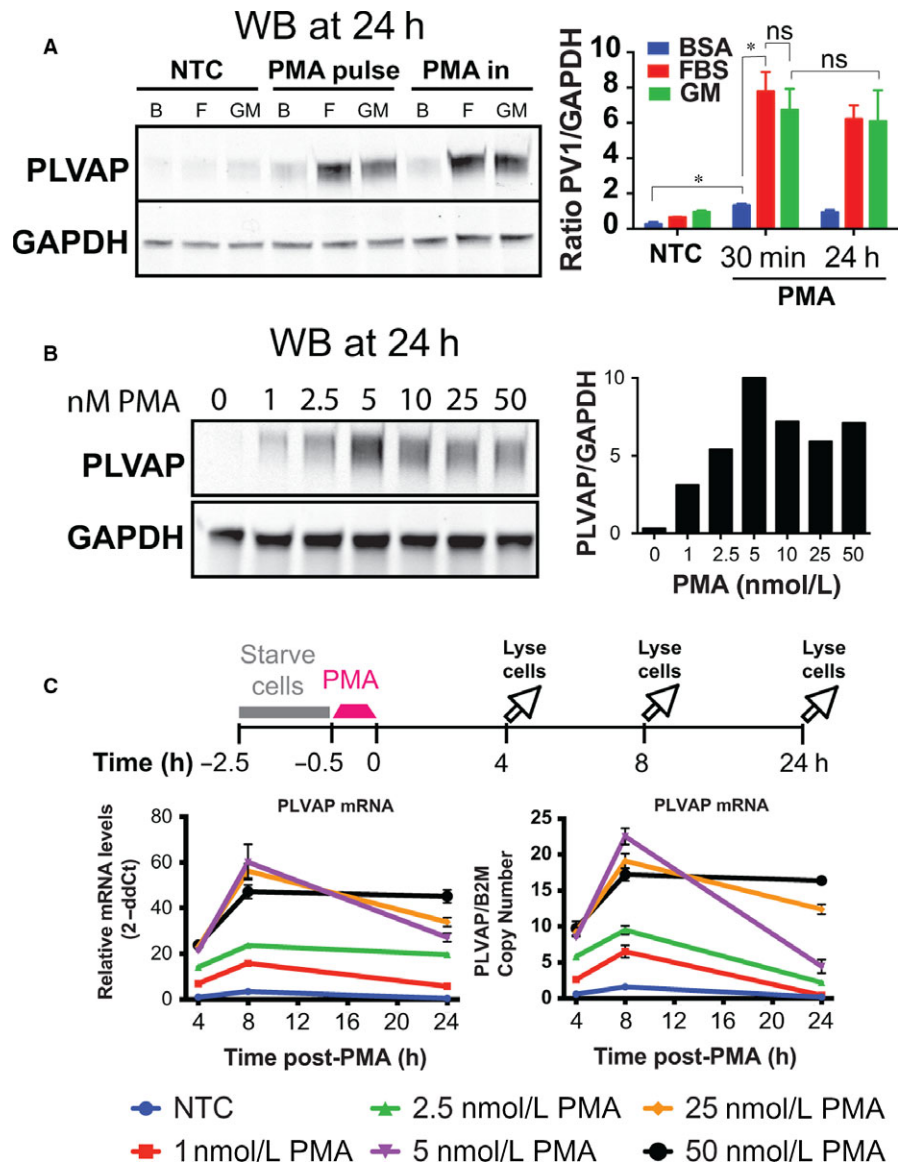 A
WB at 24 h
NTC PMA pulse PMA in
B F GM B F GM B F GM
PLVAP
GAPDH
Ratio PV1/GAPDH
10
8
6
4
2
0
BSA
FBS
GM
* ns
ns
*
NTC 30 min 24 h
PMA
B
WB at 24 h
nM PMA 0 1 2.5 5 10 25 50
PLVAP
GAPDH
PLVAP/GAPDH
10
5
0
0 1 2.5 5 10 25 50
PMA (nmol/L)
C
Starve
cells
PMA
Lyse
cells
Lyse
cells
Lyse
cells
Time (h) –2.5 –0.5 0 4 8 24 h
PLVAP mRNA
Relative mRNA levels
(2 –ddCt)
80
60
40
20
0
4 8 12 16 20 24
Time post-PMA (h)
PLVAP mRNA
PLVAP/B2M
Copy Number
25
20
15
10
5
0
4 8 12 16 20 24
Time post-PMA (h)
NTC 2.5 nmol/L PMA 25 nmol/L PMA
1 nmol/L PMA 5 nmol/L PMA 50 nmol/L PMA